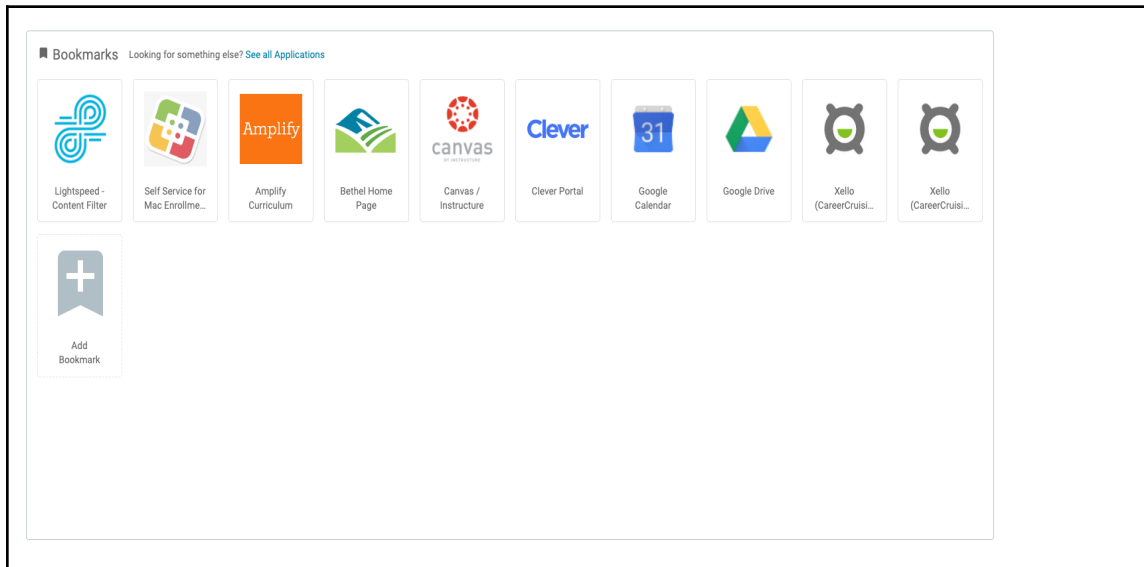 Bookmarks Looking for something else? See all Applications
Amplify
canvas
BY INSTRUCTURE
Clever
31
Lightspeed -
Content Filter
Self Service for
Mac Enrollme...
Amplify
Curriculum
Bethel Home
Page
Canvas /
Instructure
Clever Portal
Google
Calendar
Google Drive
Xello
(CareerCruisi...
Xello
(CareerCruisi...
Add
Bookmark